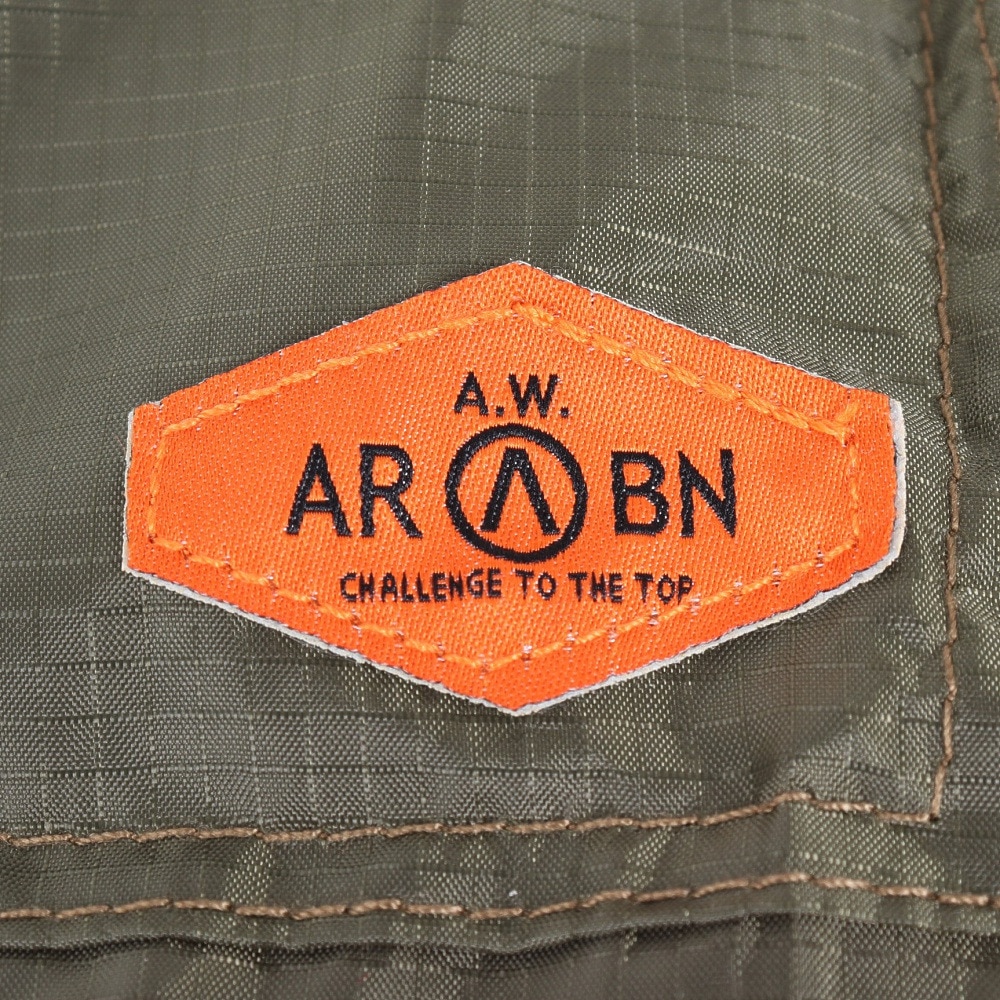 A.W.
AR Λ BN
CHALLENGE TO THE TOP